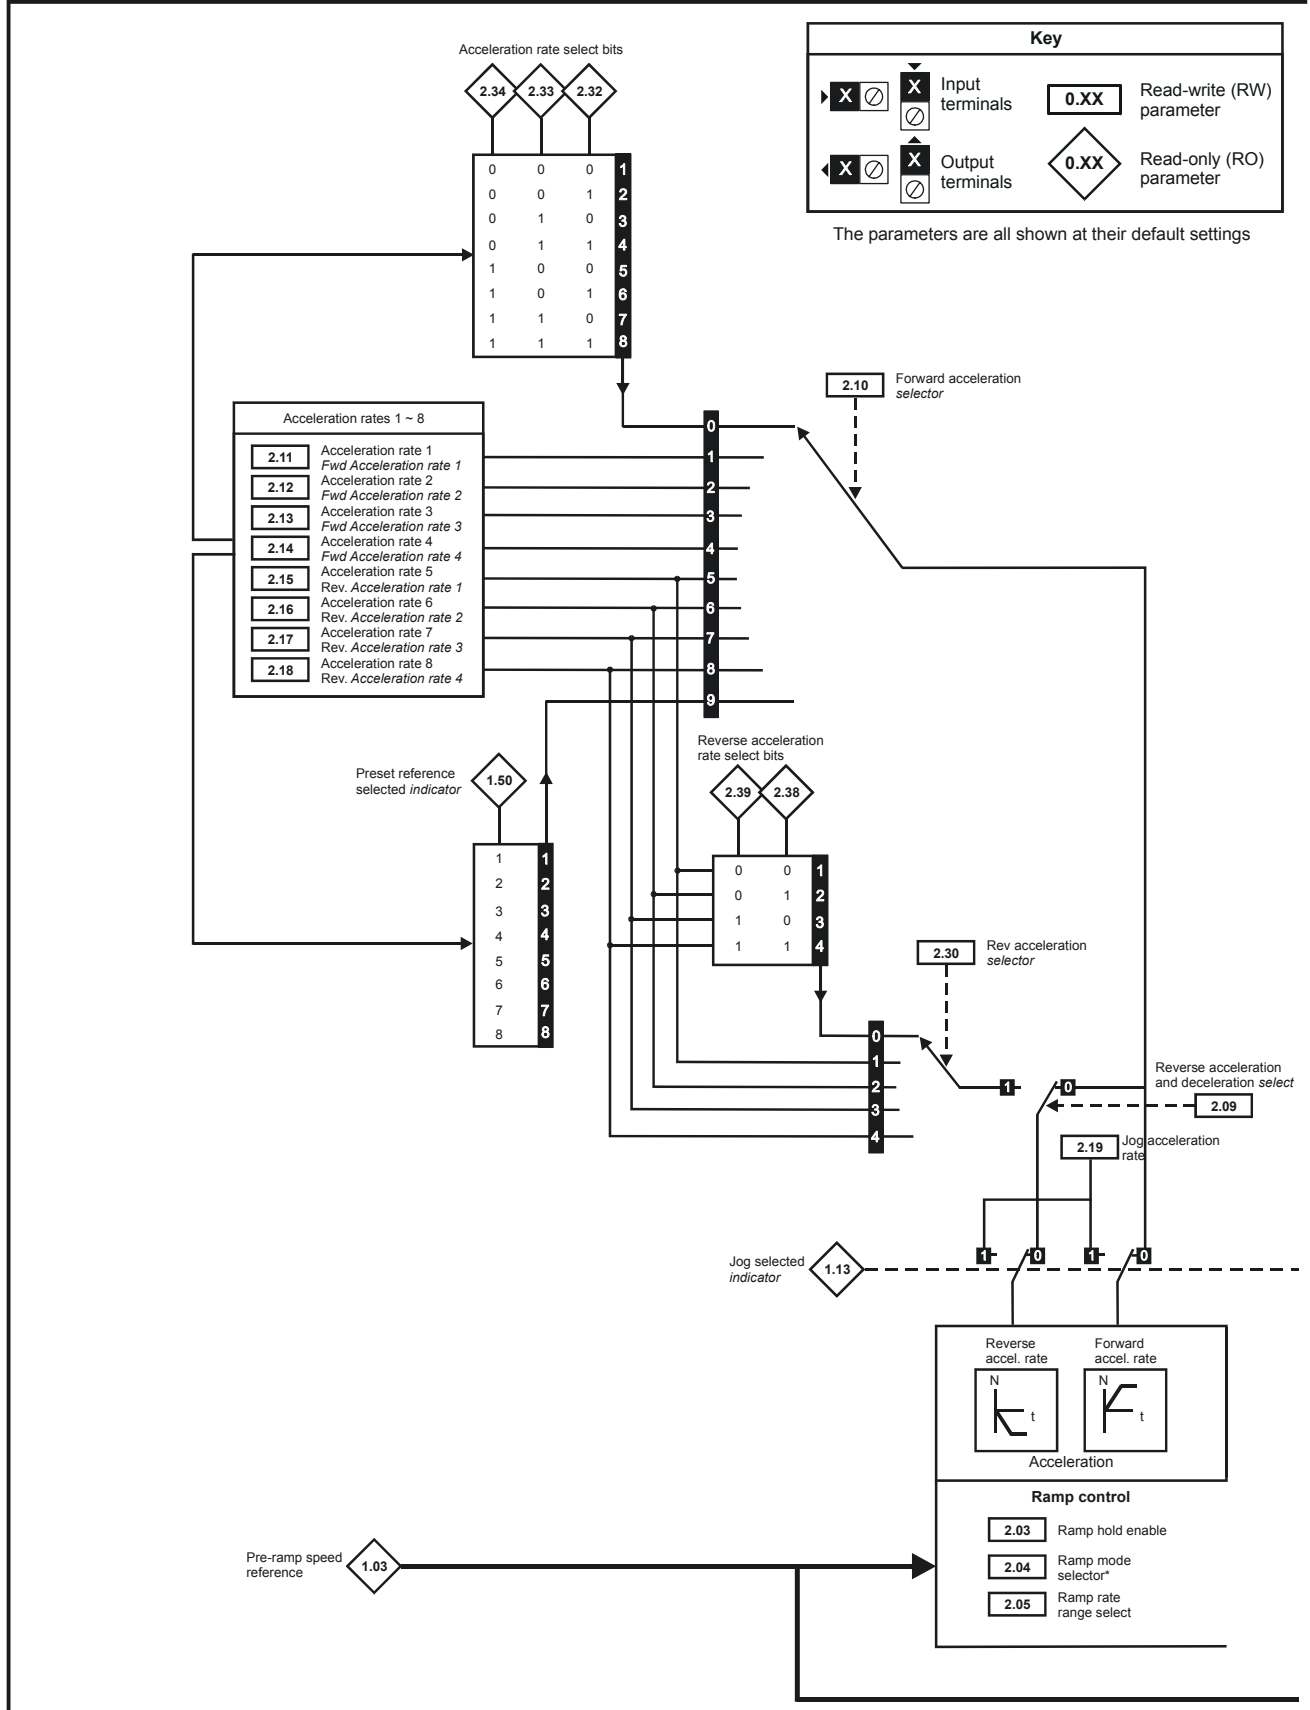 Acceleration rate select bits
2.34 2.33 2.32
0 0 0 1
0 0 1 2
0 1 0 3
0 1 1 4
1 0 0 5
1 0 1 6
1 1 0 7
1 1 1 8
Key
X
X
Input
terminals
0.XX
Read-write (RW)
parameter
X
X
Output
terminals
0.XX
Read-only (RO)
parameter
The parameters are all shown at their default settings
2.10
Forward acceleration
selector
Acceleration rates 1 ~ 8
2.11
Acceleration rate 1
Fwd Acceleration rate 1
2.12
Acceleration rate 2
Fwd Acceleration rate 2
2.13
Acceleration rate 3
Fwd Acceleration rate 3
2.14
Acceleration rate 4
Fwd Acceleration rate 4
2.15
Acceleration rate 5
Rev. Acceleration rate 1
2.16
Acceleration rate 6
Rev. Acceleration rate 2
2.17
Acceleration rate 7
Rev. Acceleration rate 3
2.18
Acceleration rate 8
Rev. Acceleration rate 4
0
1
2
3
4
5
6
7
8
9
Preset reference
selected indicator
1.50
1 1
2 2
3 3
4 4
5 5
6 6
7 7
8 8
Reverse acceleration
rate select bits
2.39 2.38
0 0 1
0 1 2
1 0 3
1 1 4
2.30
Rev acceleration
selector
0
1
2
3
4
1 0
Reverse acceleration
and deceleration select
2.09
2.19
Jog acceleration
rate
1 0 1 0
Jog selected
indicator
1.13
Reverse
accel. rate
N
t
Forward
accel. rate
N
t
Acceleration
Ramp control
2.03
Ramp hold enable
2.04
Ramp mode
selector*
2.05
Ramp rate
range select
Pre-ramp speed
reference
1.03